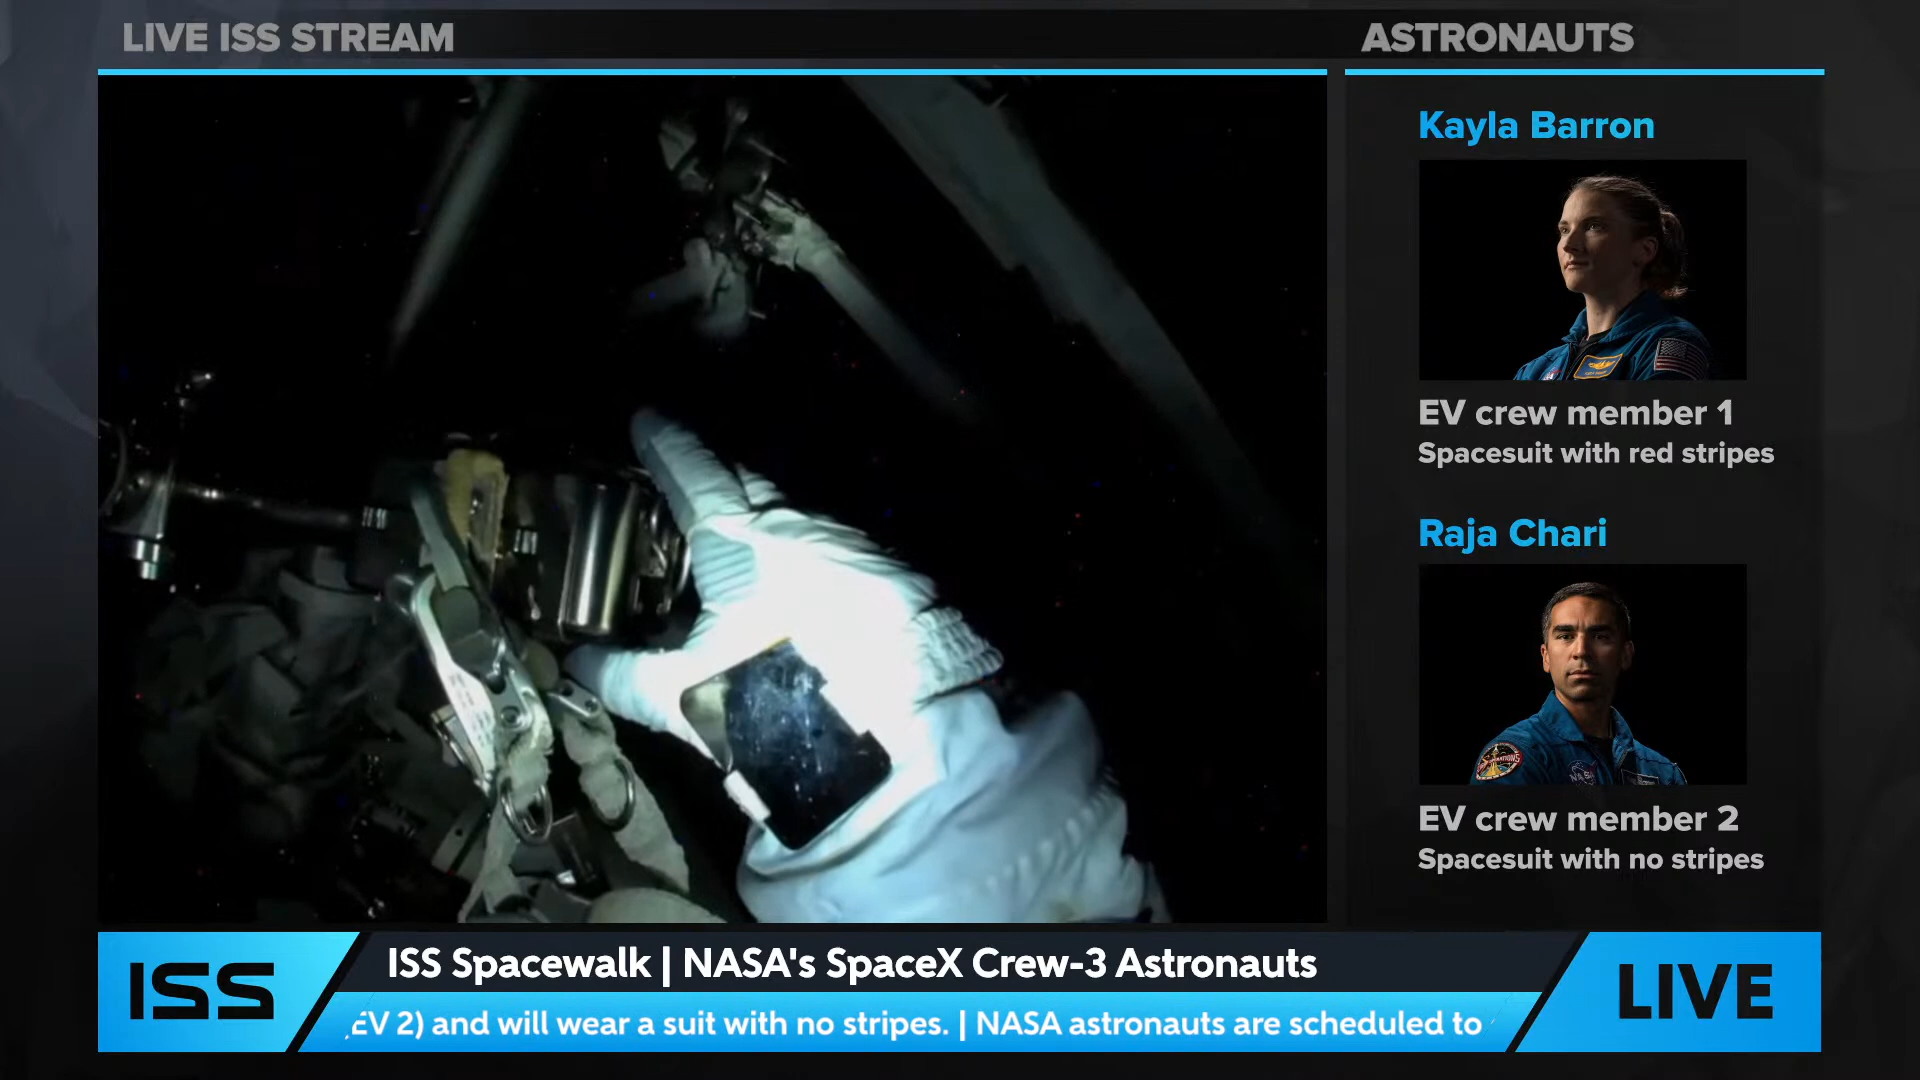 LIVE ISS STREAM
ASTRONAUTS
Kayla Barron
EV crew member 1
Spacesuit with red stripes
Raja Chari
EV crew member 2
Spacesuit with no stripes
ISS
ISS Spacewalk | NASA's SpaceX Crew-3 Astronauts
EV 2) and will wear a suit with no stripes. | NASA astronauts are scheduled to
LIVE